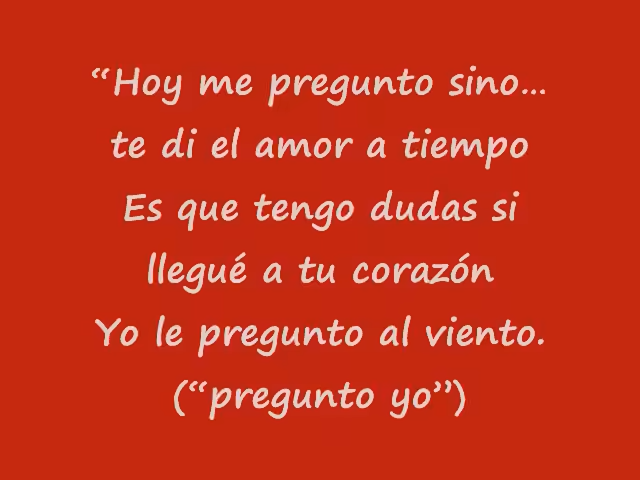 “Hoy me pregunto sino...
te di el amor a tiempo
Es que tengo dudas si
llegué a tu corazón
Yo le pregunto al viento.
(“pregunto yo”)